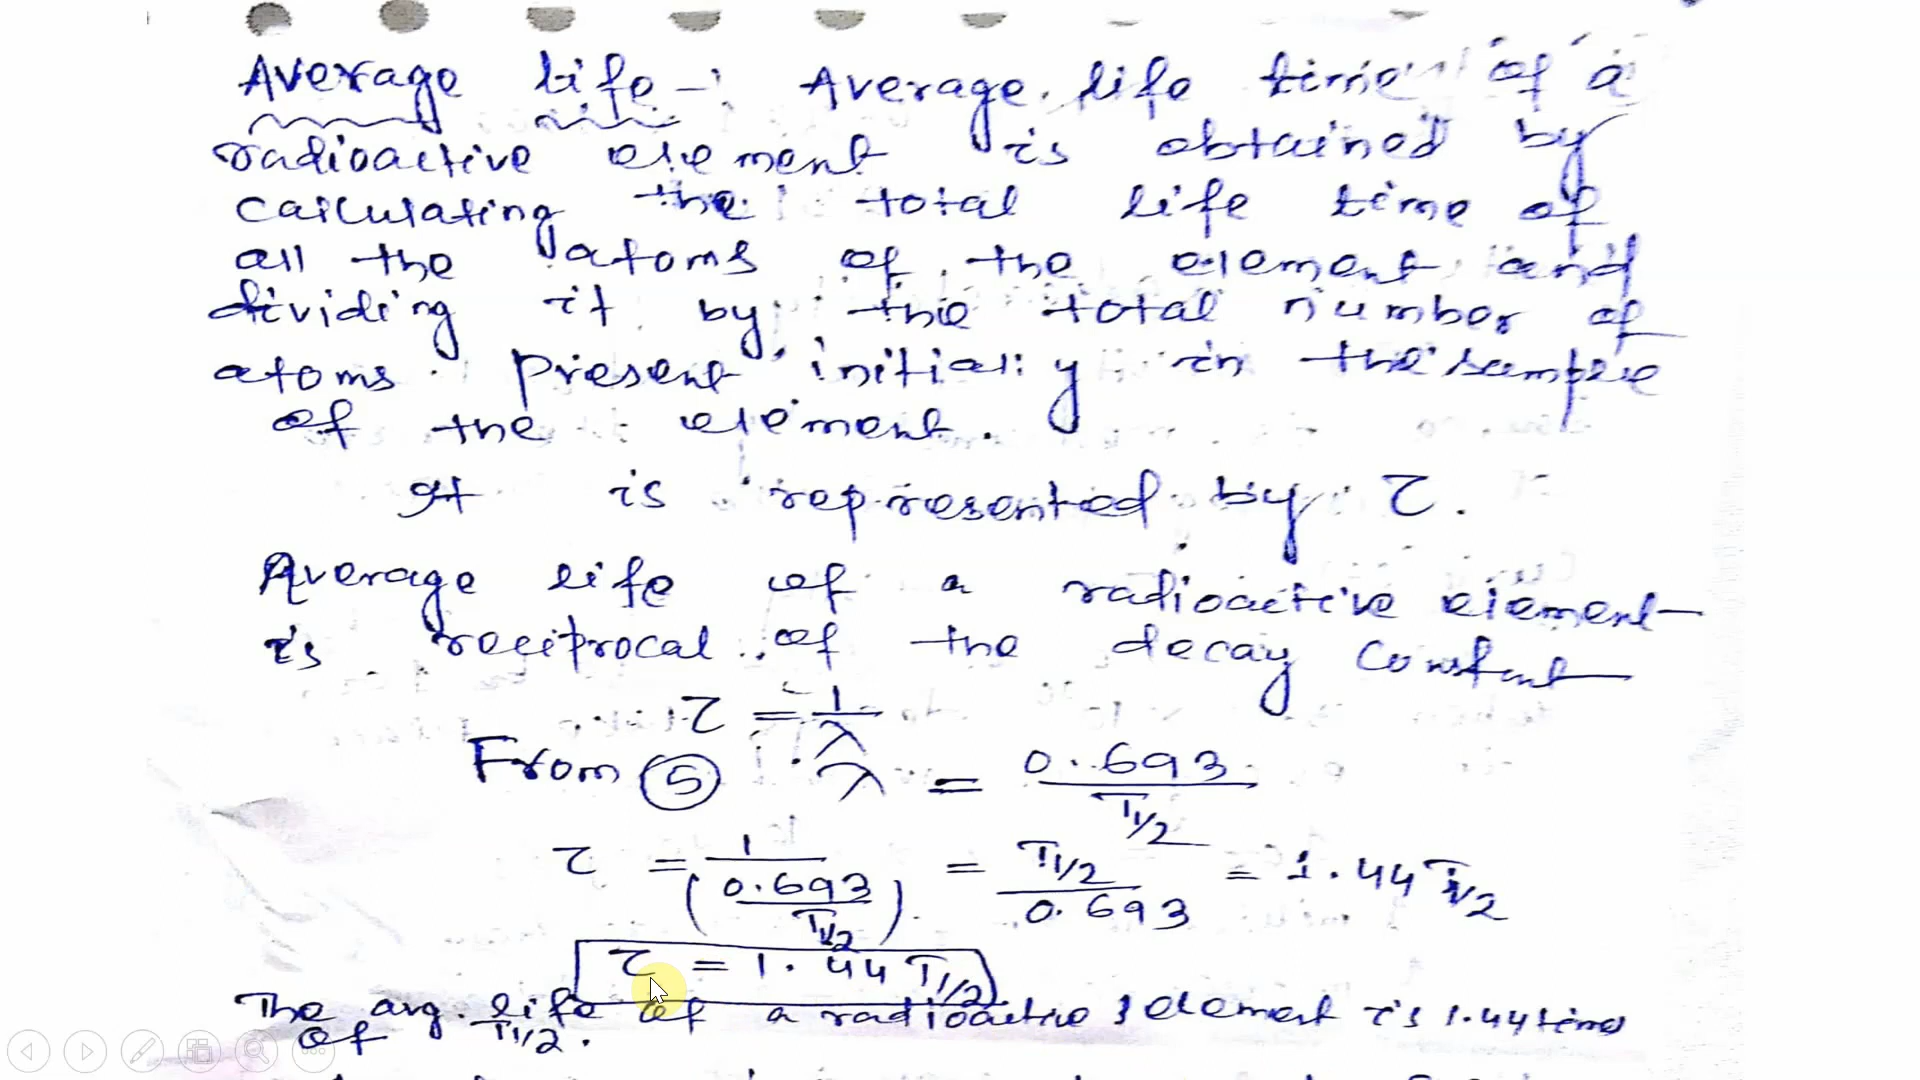 Average life -: Average life time of a
radioactive element is obtained by
calculating the total life time of
all the atoms of the element and
dividing it by the total number of
atoms present initially in the sample
of the element.
It is represented by τ.
Average life of a radioactive element
is reciprocal of the decay constant
τ = 1/λ
From (5) λ = 0.693/T1/2
τ = 1/(0.693/T1/2) = T1/2/0.693 = 1.44 T1/2
τ = 1.44 T1/2
The avg. life of a radioactive element is 1.44 times
of T1/2.